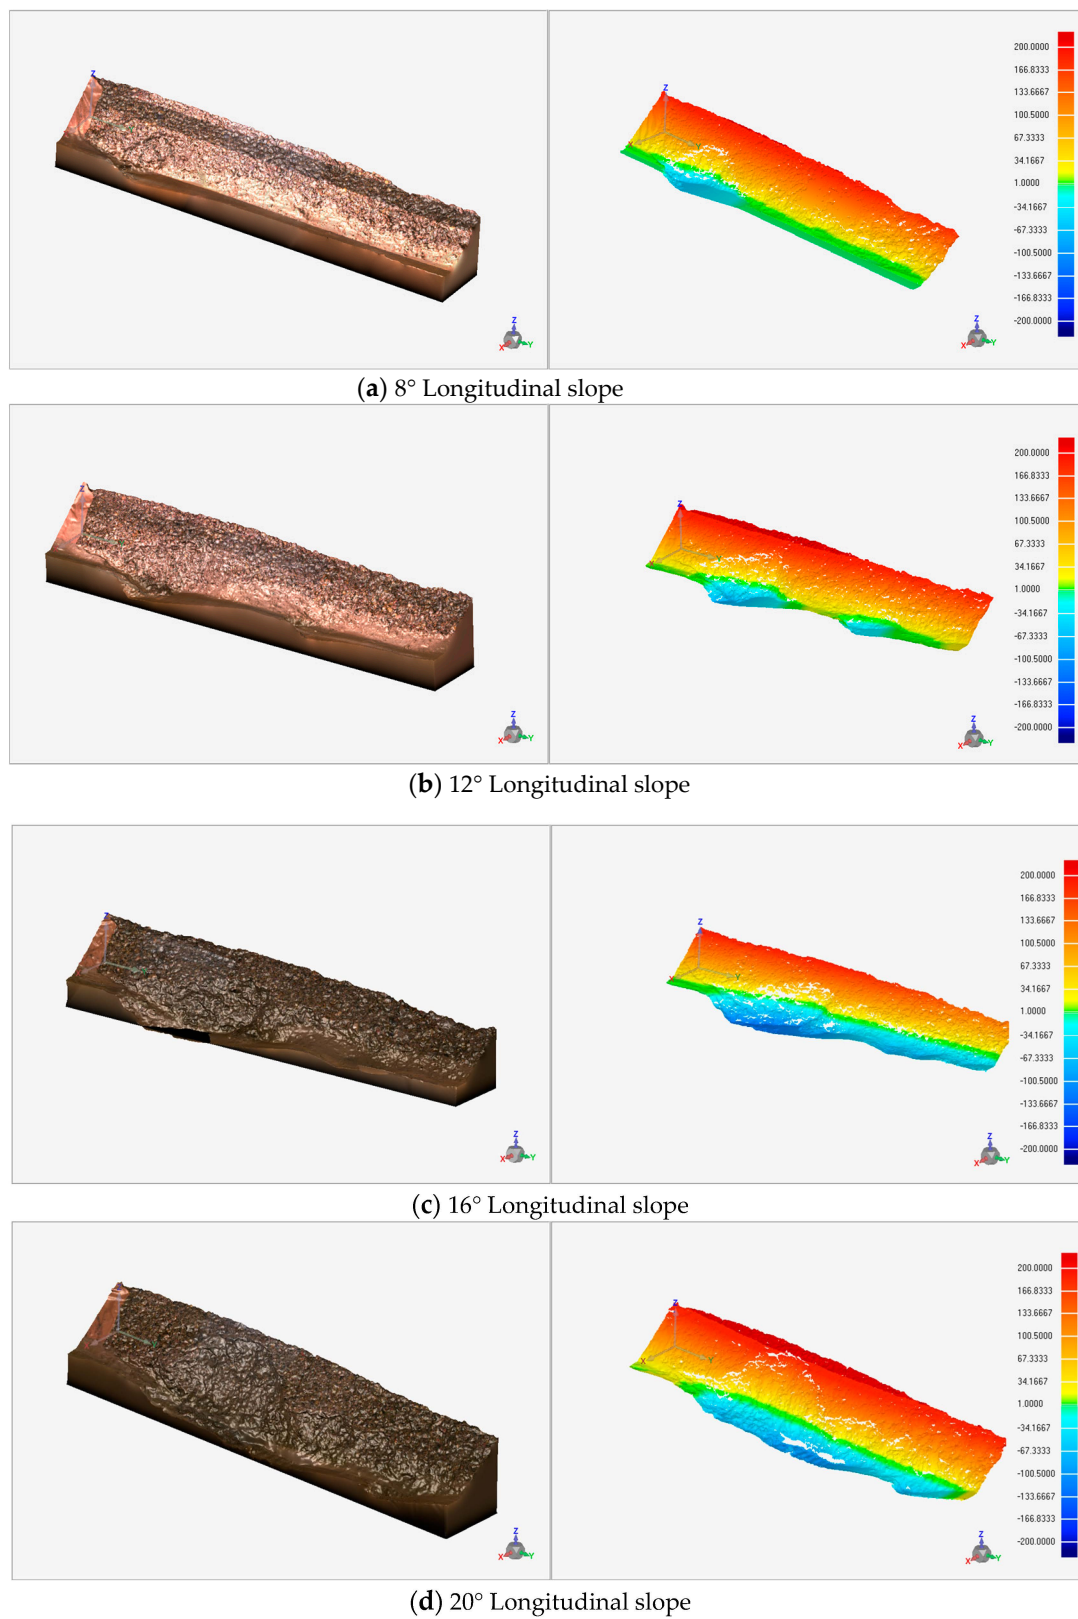 Z
Z
X
Y
200.0000
166.8333
133.6667
100.5000
67.3333
34.1667
1.0000
-34.1667
-67.3333
-100.5000
-133.6667
-166.8333
-200.0000
Z
X
Y
Z
X
Y
(a) 8° Longitudinal slope
Z
Z
X
Y
200.0000
166.8333
133.6667
100.5000
67.3333
34.1667
1.0000
-34.1667
-67.3333
-100.5000
-133.6667
-166.8333
-200.0000
Z
X
Y
Z
X
Y
(b) 12° Longitudinal slope
Z
Z
X
Y
200.0000
166.8333
133.6667
100.5000
67.3333
34.1667
1.0000
-34.1667
-67.3333
-100.5000
-133.6667
-166.8333
-200.0000
Z
X
Y
Z
X
Y
(c) 16° Longitudinal slope
Z
X
Y
200.0000
166.8333
133.6667
100.5000
67.3333
34.1667
1.0000
-34.1667
-67.3333
-100.5000
-133.6667
-166.8333
-200.0000
Z
X
Y
Z
X
Y
(d) 20° Longitudinal slope